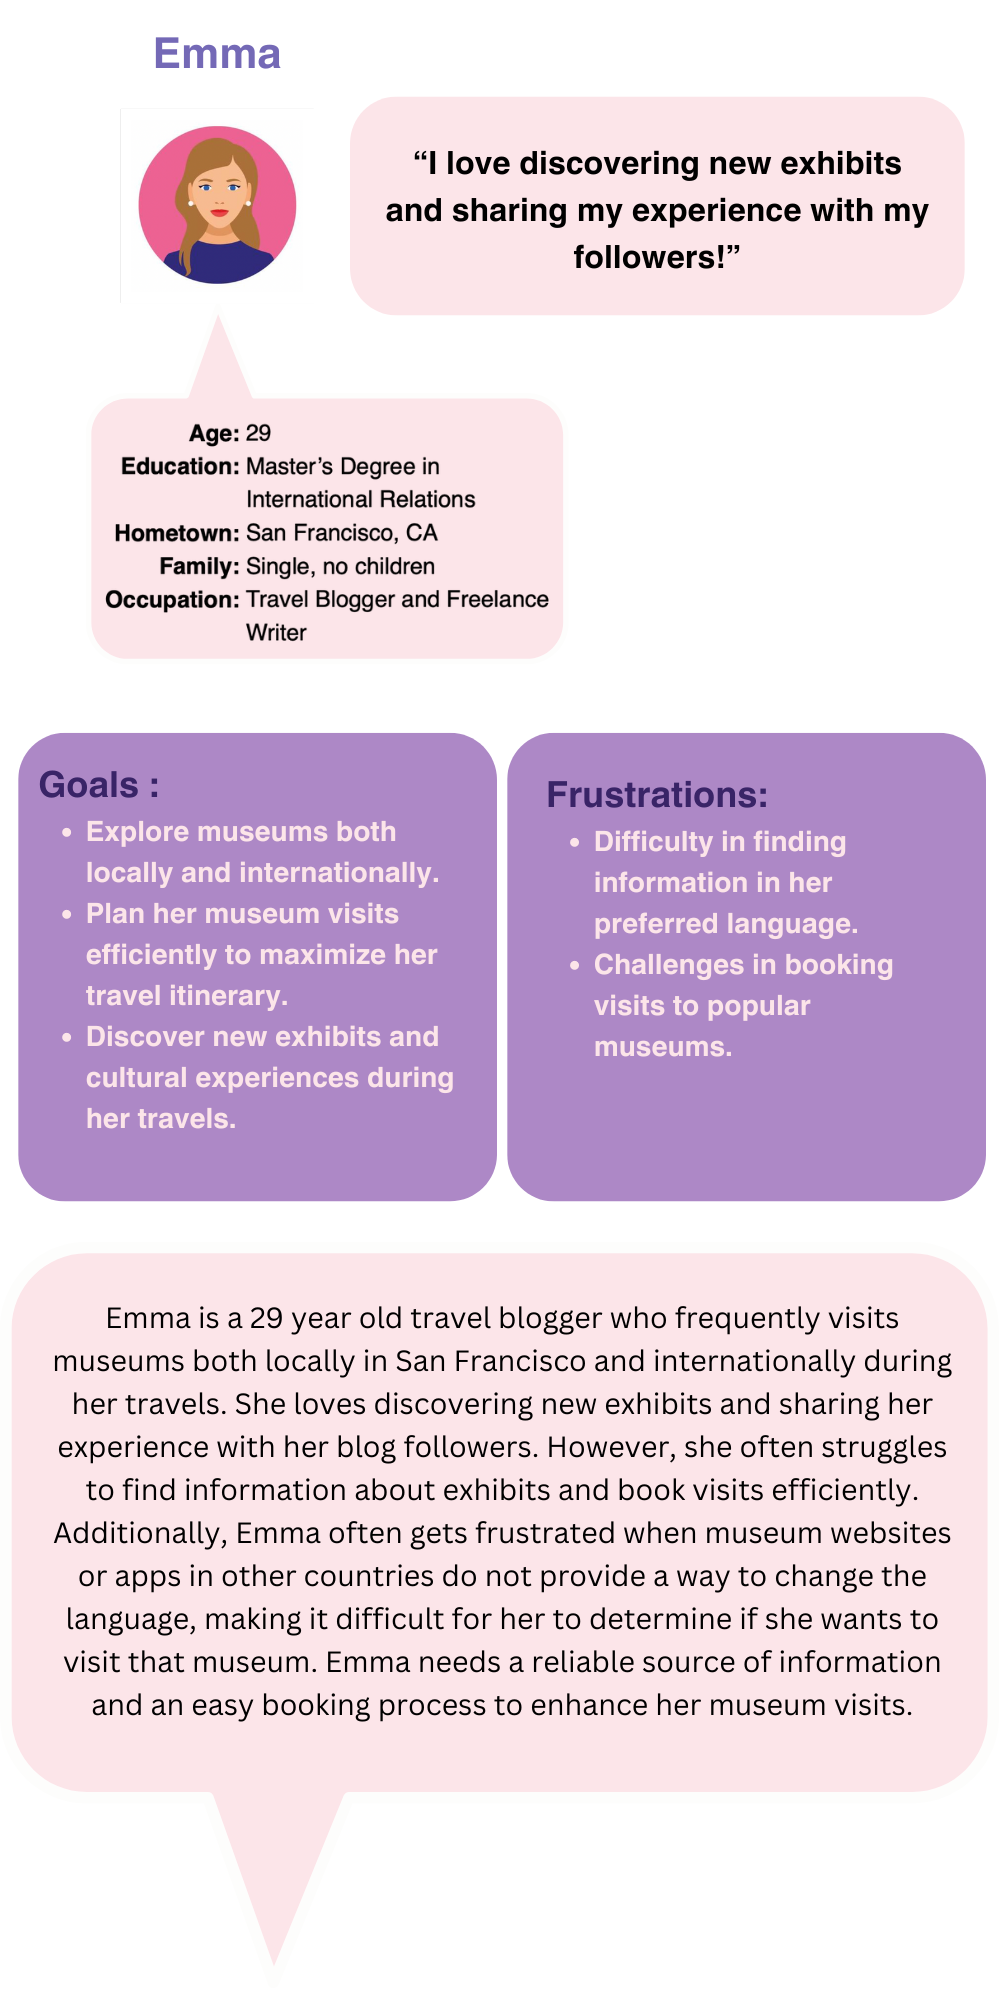 Emma
“I love discovering new exhibits
and sharing my experience with my
followers!”
Age: 29
Education: Master’s Degree in
International Relations
Hometown: San Francisco, CA
Family: Single, no children
Occupation: Travel Blogger and Freelance
Writer
Goals :
• Explore museums both
locally and internationally.
• Plan her museum visits
efficiently to maximize her
travel itinerary.
• Discover new exhibits and
cultural experiences during
her travels.
Frustrations:
• Difficulty in finding
information in her
preferred language.
• Challenges in booking
visits to popular
museums.
Emma is a 29 year old travel blogger who frequently visits
museums both locally in San Francisco and internationally during
her travels. She loves discovering new exhibits and sharing her
experience with her blog followers. However, she often struggles
to find information about exhibits and book visits efficiently.
Additionally, Emma often gets frustrated when museum websites
or apps in other countries do not provide a way to change the
language, making it difficult for her to determine if she wants to
visit that museum. Emma needs a reliable source of information
and an easy booking process to enhance her museum visits.